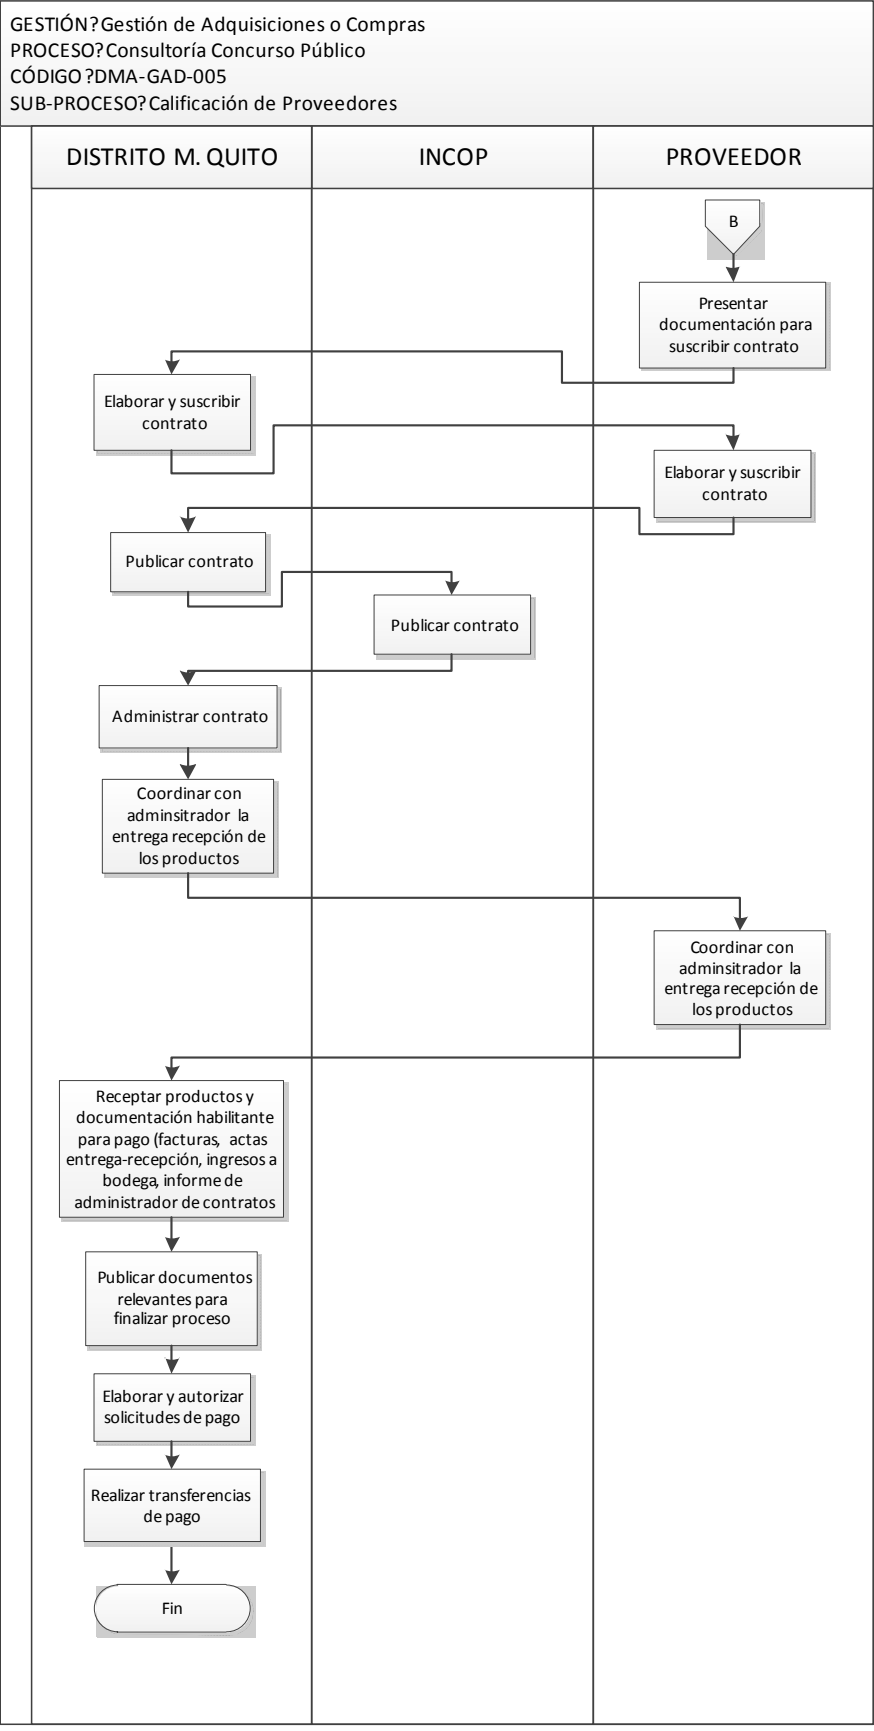 GESTIÓN?Gestión de Adquisiciones o Compras
PROCESO?Consultoría Concurso Público
CÓDIGO?DMA-GAD-005
SUB-PROCESO?Calificación de Proveedores
DISTRITO M. QUITO
INCOP
PROVEEDOR
B
Presentar
documentación para
suscribir contrato
Elaborar y suscribir
contrato
Elaborar y suscribir
contrato
Publicar contrato
Publicar contrato
Administrar contrato
Coordinar con
adminsitrador la
entrega recepción de
los productos
Coordinar con
adminsitrador la
entrega recepción de
los productos
Receptar productos y
documentación habilitante
para pago (facturas, actas
entrega-recepción, ingresos a
bodega, informe de
administrador de contratos
Publicar documentos
relevantes para
finalizar proceso
Elaborar y autorizar
solicitudes de pago
Realizar transferencias
de pago
Fin